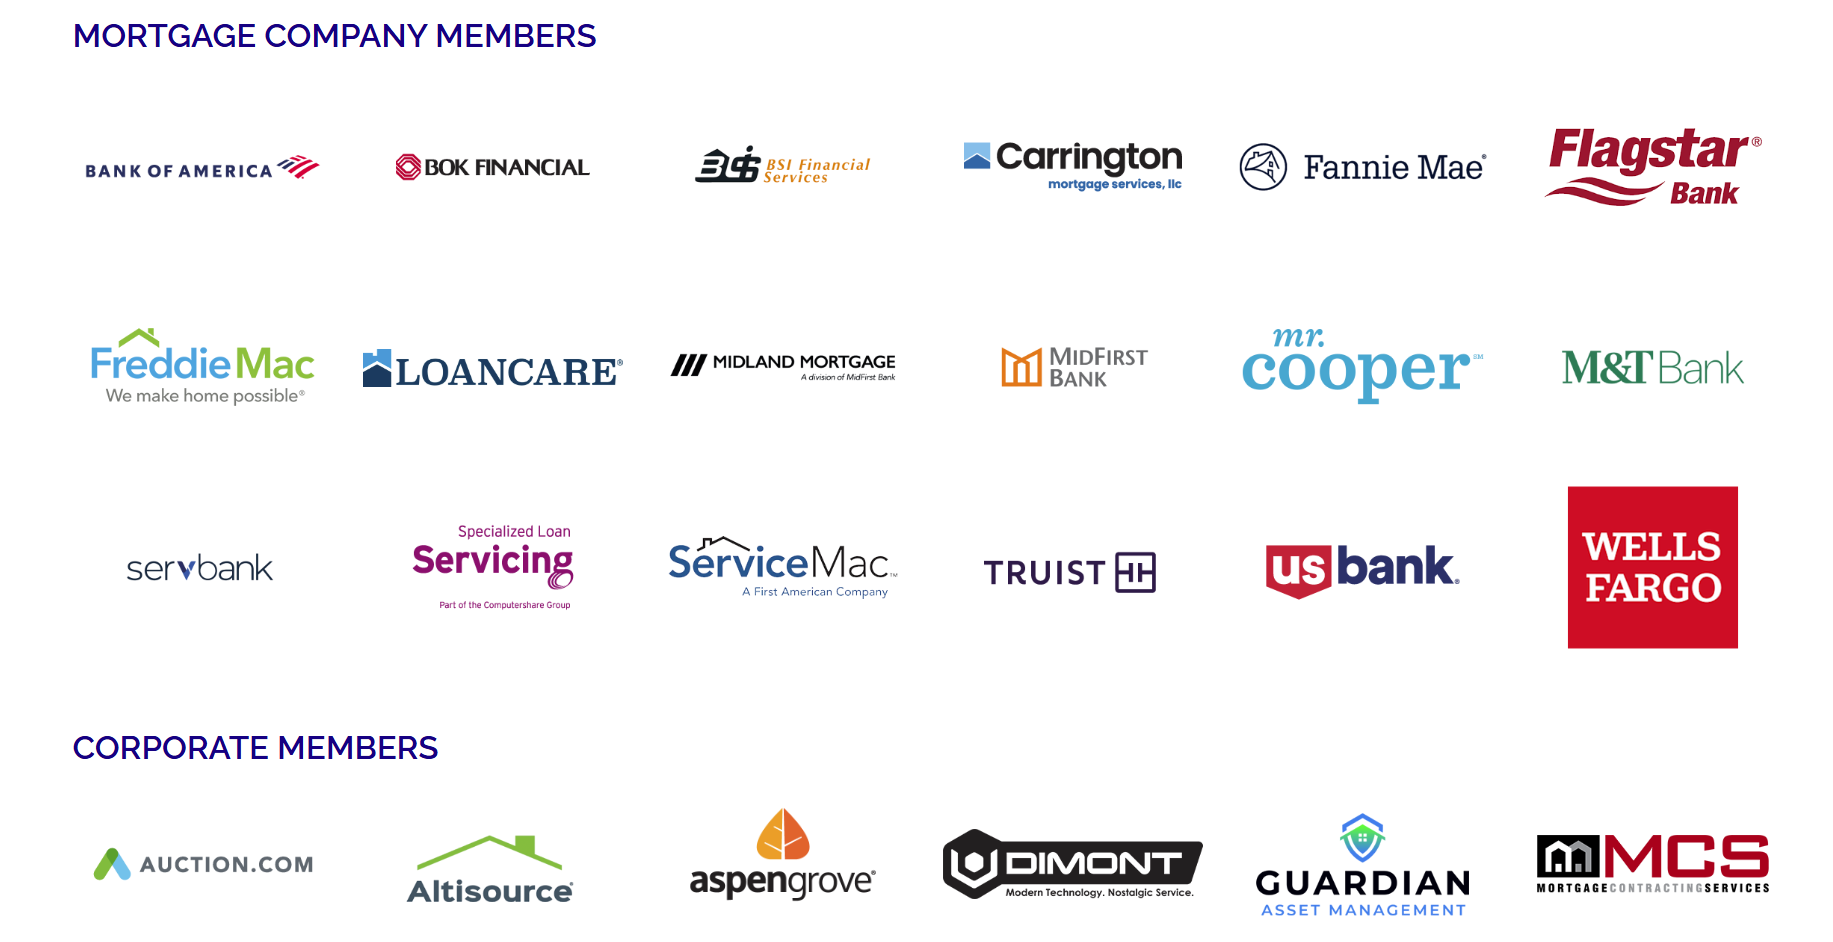 MORTGAGE COMPANY MEMBERS
BANK OF AMERICA
BOK FINANCIAL
BSI BSI Financial
Services
Carrington
mortgage services, llc
Fannie Mae®
Flagstar®
Bank
Freddie Mac
We make home possible®
LOANCARE®
MIDLAND MORTGAGE
A division of MidFirst Bank
MIDFIRST
BANK
mr.
cooper℠
M&T Bank
servbank
Specialized Loan
Servicing
Part of the Computershare Group
ServiceMac™
A First American Company
TRUIST
us bank®
WELLS
FARGO
CORPORATE MEMBERS
AUCTION.COM
Altisource®
aspengrove®
DIMONT
Modern Technology. Nostalgic Service.
GUARDIAN
ASSET MANAGEMENT
MCS
MORTGAGECONTRACTINGSERVICES